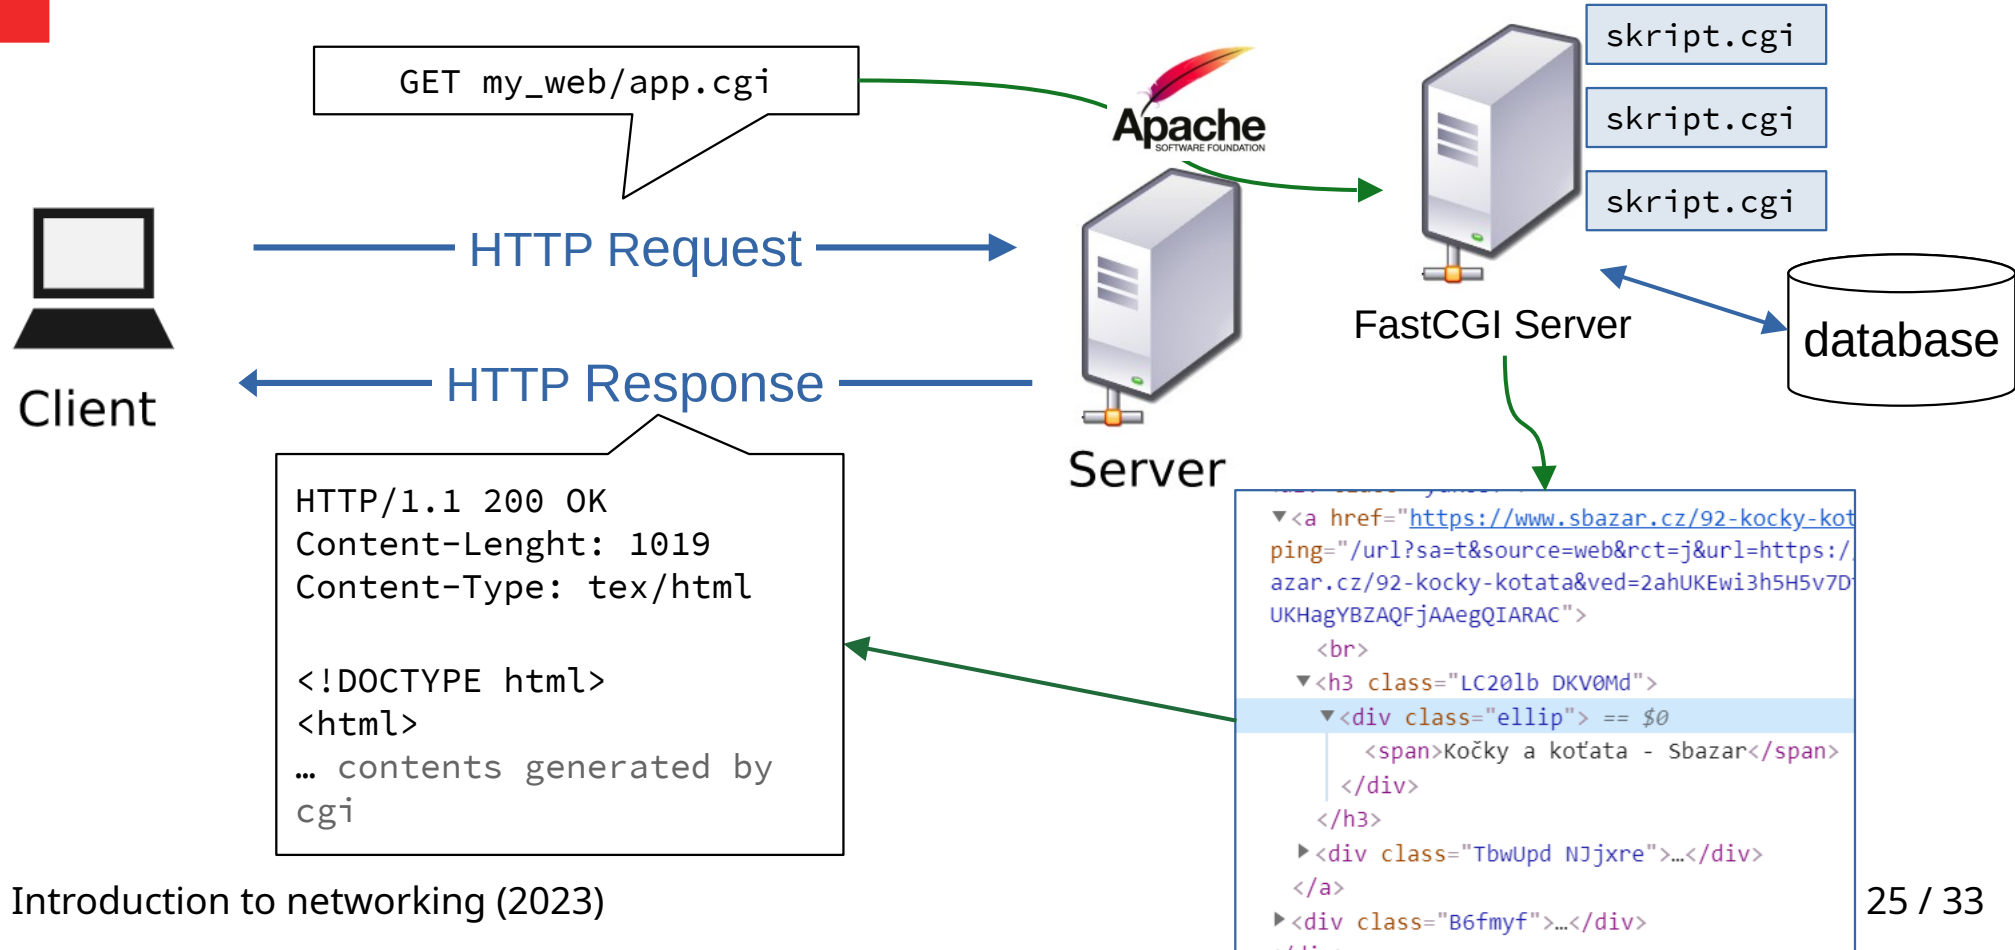 GET my_web/app.cgi
Apache
SOFTWARE FOUNDATION
skript.cgi
skript.cgi
skript.cgi
HTTP Request
FastCGI Server
database
HTTP Response
Client
Server
HTTP/1.1 200 OK
Content-Lenght: 1019
Content-Type: tex/html
<!DOCTYPE html>
<html>
… contents generated by
cgi
▼<a href="https://www.sbazar.cz/92-kocky-kot
ping="/url?sa=t&source=web&rct=j&url=https:/
azar.cz/92-kocky-kotata&ved=2ahUKEwi3h5H5v7D
UKHagYBZAQFjAAegQIARAC">
<br>
▼<h3 class="LC20lb DKV0Md">
▼<div class="ellip"> == $0
<span>Kočky a koťata - Sbazar</span>
</div>
</h3>
▶<div class="TbwUpd NJjxre">…</div>
</a>
▶<div class="B6fmyf">…</div>
Introduction to networking (2023)
25 / 33